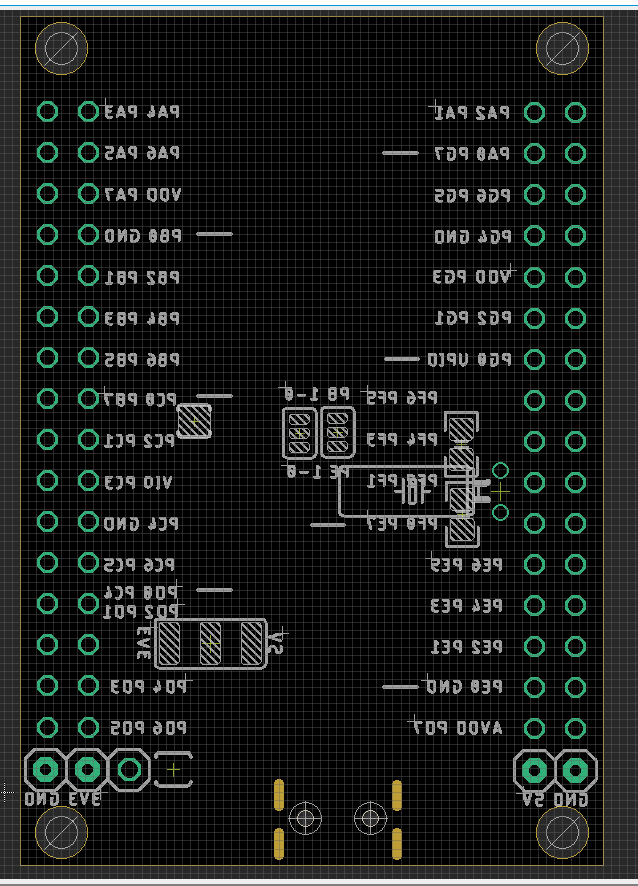 PA4 PA3
PA2 PA1
PA6 PA5
PA0 PG7
VDD PA7
PG6 PG5
PB0 GND
PG4 GND
PB2 PB1
VDD PG3
PB4 PB3
PG2 PG1
PB6 PB5
PG0 UPDI
PC0 PB7
PB 1-0
PF6 PF5
PC2 PC1
PF4 PF3
PE 1-0
VIO PC3
PF2 PF1
PC4 GND
PF0 PE7
PC6 PC5
PE6 PE5
PD0 PC7
PE4 PE3
PD2 PD1
3V3
5V
PE2 PE1
PD4 PD3
PE0 GND
PD6 PD5
AVDD PD7
3V3 GND
GND 5V